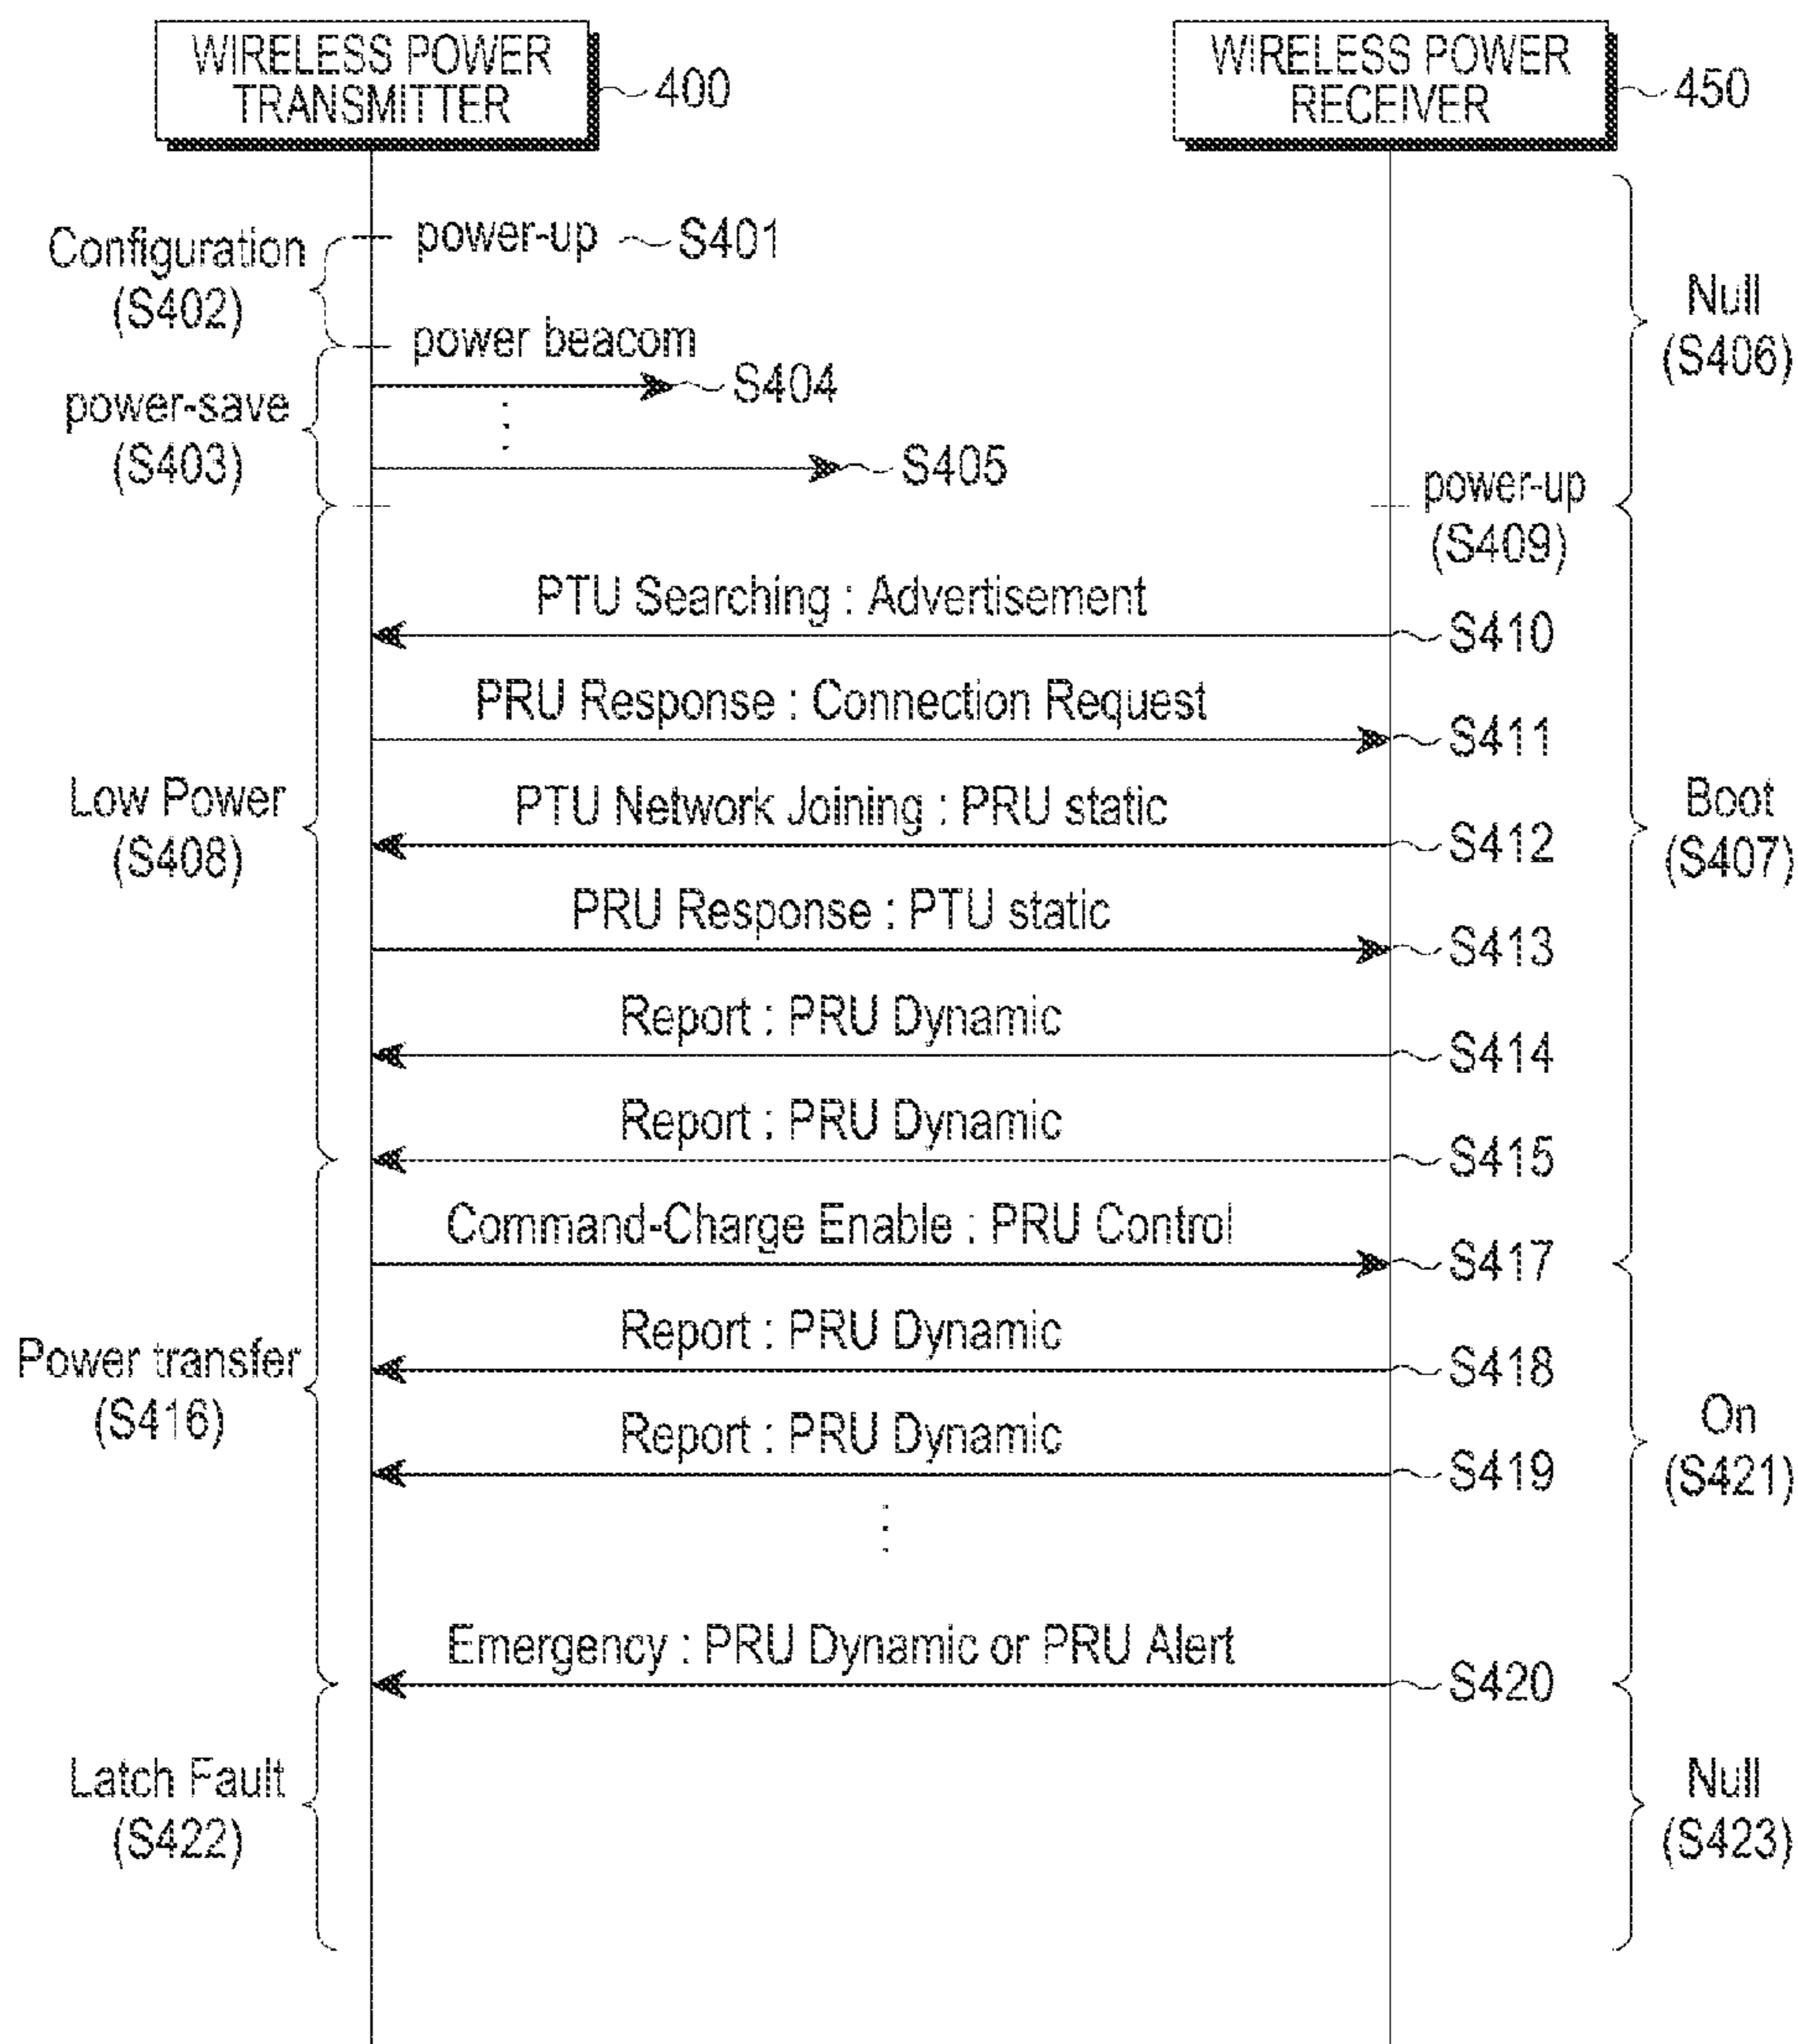 WIRELESS POWER
TRANSMITTER
400
WIRELESS POWER
RECEIVER
450
Configuration
(S402)
power-up
S401
Null
(S406)
power beacom
S404
power-save
(S403)
S405
power-up
(S409)
PTU Searching : Advertisement
S410
PRU Response : Connection Request
S411
Low Power
(S408)
PTU Network Joining : PRU static
S412
Boot
(S407)
PRU Response : PTU static
S413
Report : PRU Dynamic
S414
Report : PRU Dynamic
S415
Command-Charge Enable : PRU Control
S417
Power transfer
(S416)
Report : PRU Dynamic
S418
Report : PRU Dynamic
S419
On
(S421)
Emergency : PRU Dynamic or PRU Alert
S420
Latch Fault
(S422)
Null
(S423)